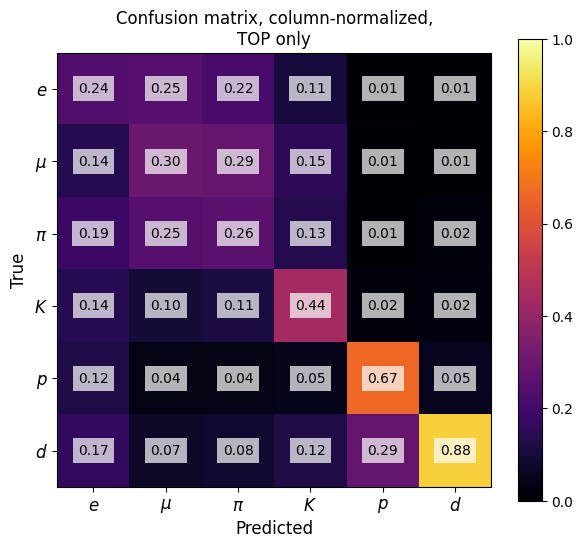 Confusion matrix, column-normalized,
TOP only
True
e 0.24 0.25 0.22 0.11 0.01 0.01
μ 0.14 0.30 0.29 0.15 0.01 0.01
π 0.19 0.25 0.26 0.13 0.01 0.02
K 0.14 0.10 0.11 0.44 0.02 0.02
p 0.12 0.04 0.04 0.05 0.67 0.05
d 0.17 0.07 0.08 0.12 0.29 0.88
e μ π K p d
Predicted
1.0
0.8
0.6
0.4
0.2
0.0